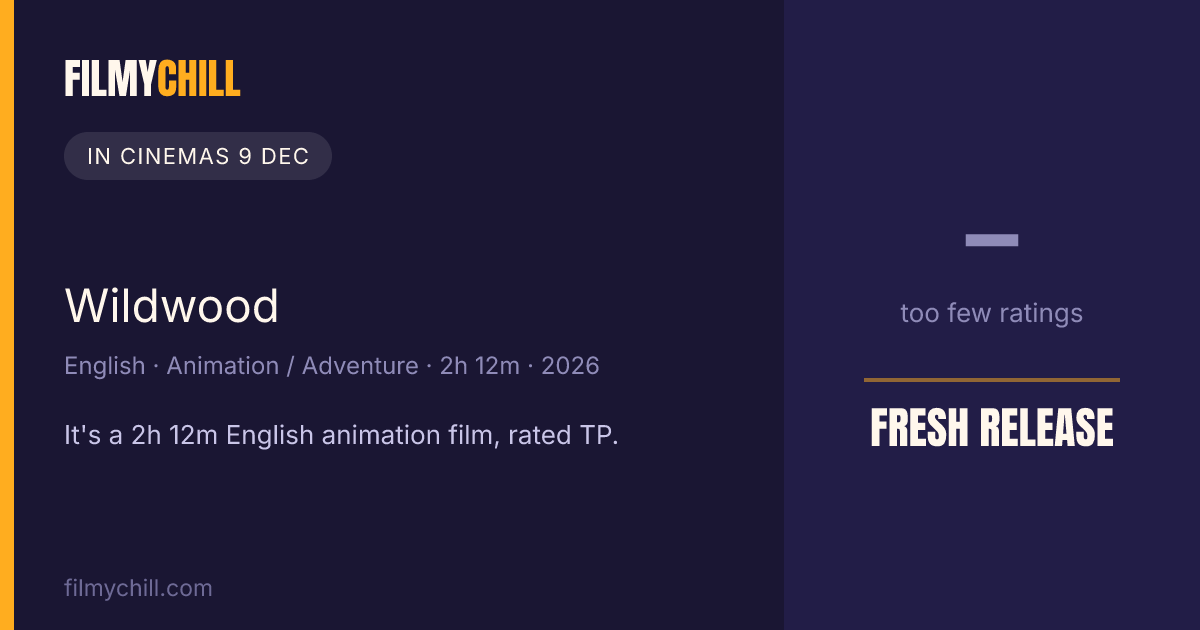 FILMYCHILL
IN CINEMAS 9 DEC
Wildwood
English · Animation / Adventure · 2h 12m · 2026
It's a 2h 12m English animation film, rated TP.
filmychill.com
–
too few ratings
FRESH RELEASE